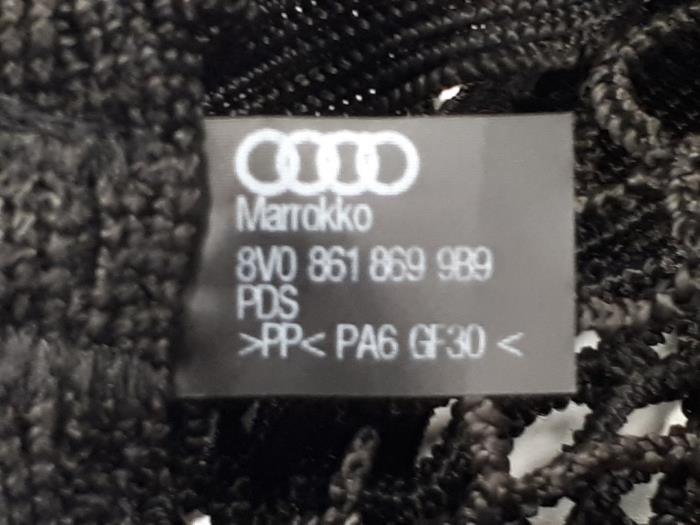 Marrokko
8V0 861 869 9B9
PDS
>PP< PA6 GF30 <